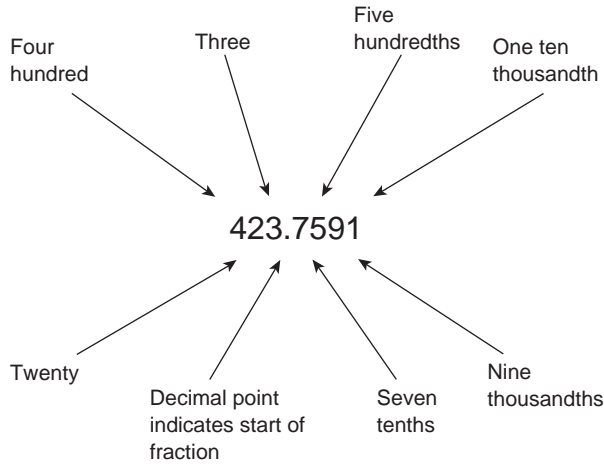 Four
hundred
Three
Five
hundredths
One ten
thousandth
423.7591
Twenty
Decimal point
indicates start of
fraction
Seven
tenths
Nine
thousandths